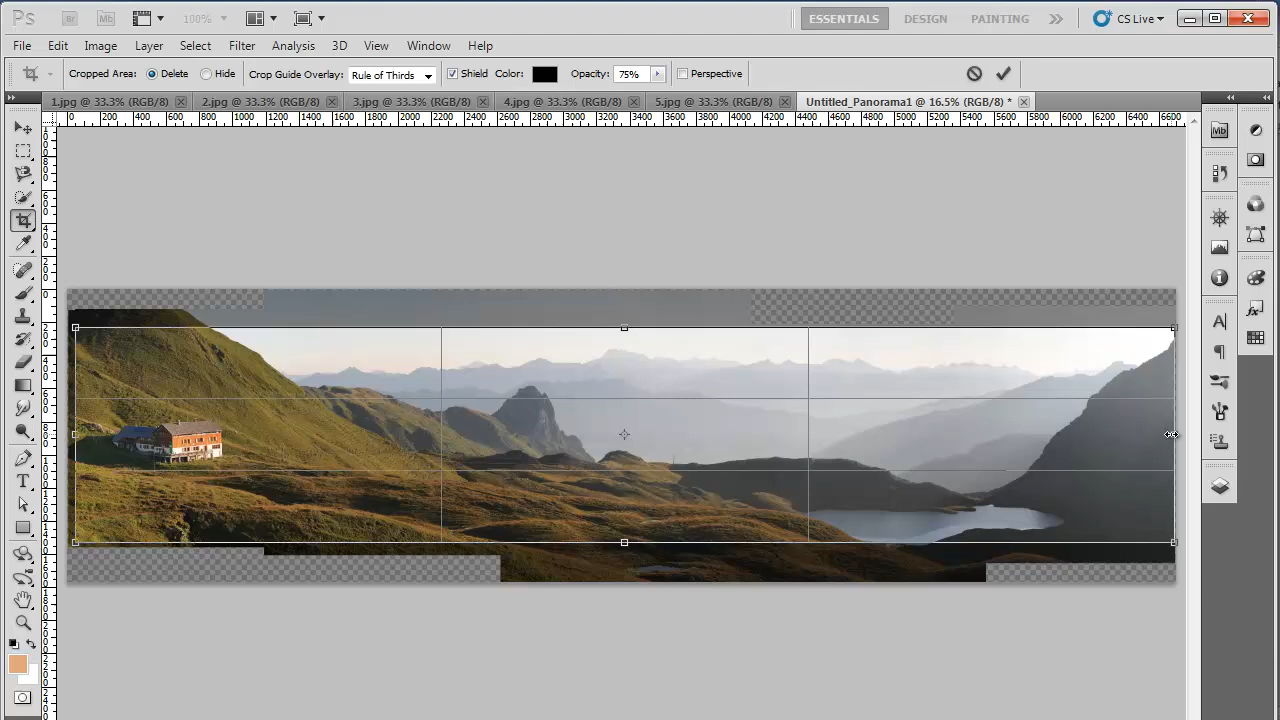 Ps Br Mb 100% ESSENTIALS DESIGN PAINTING CS Live
File Edit Image Layer Select Filter Analysis 3D View Window Help
Cropped Area: Delete Hide Crop Guide Overlay: Rule of Thirds Shield Color: Opacity: 75% Perspective
1.jpg @ 33.3% (RGB/8) 2.jpg @ 33.3% (RGB/8) 3.jpg @ 33.3% (RGB/8) 4.jpg @ 33.3% (RGB/8) 5.jpg @ 33.3% (RGB/8) Untitled_Panorama1 @ 16.5% (RGB/8) *
0 200 400 600 800 1000 1200 1400 1600 1800 2000 2200 2400 2600 2800 3000 3200 3400 3600 3800 4000 4200 4400 4600 4800 5000 5200 5400 5600 5800 6000 6200 6400 6600
Mb
A
T